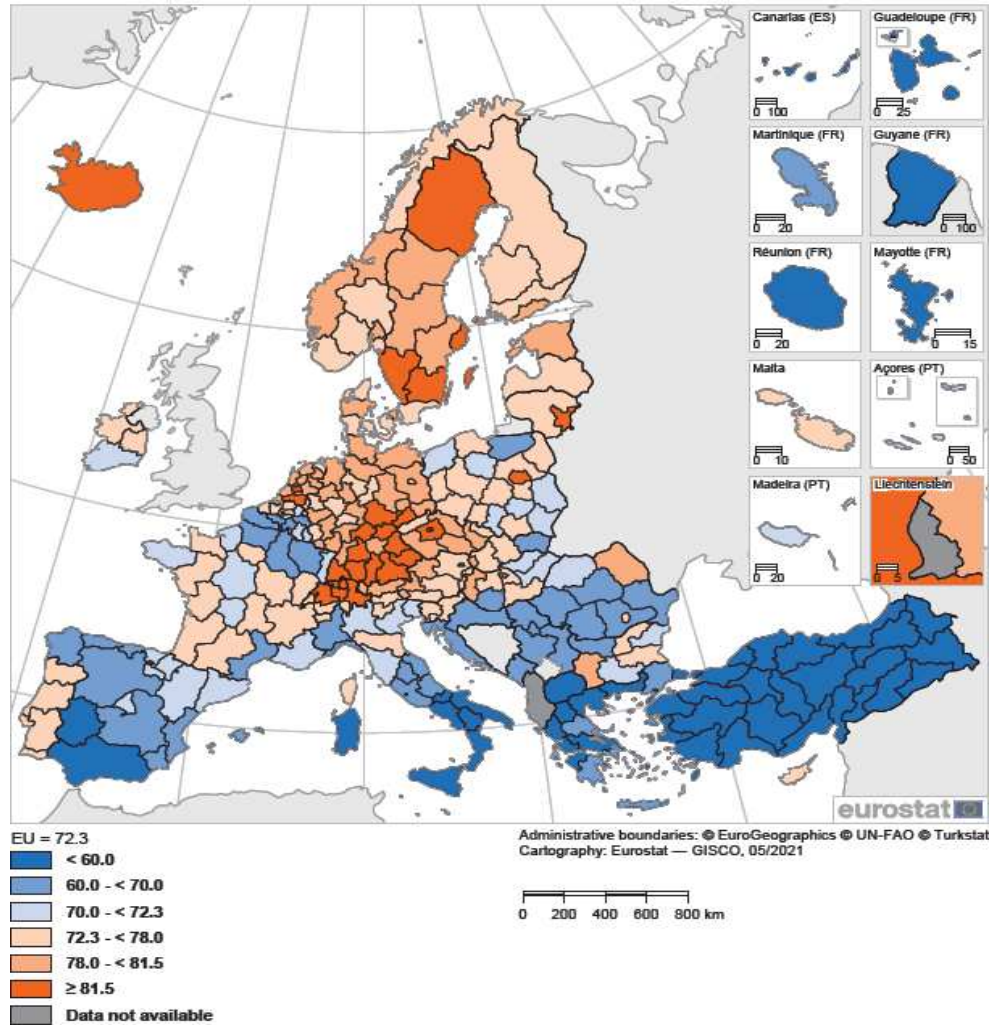 Canarias (ES)
0 100
Guadeloupe (FR)
0 25
Martinique (FR)
0 20
Guyane (FR)
0 100
Réunion (FR)
0 20
Mayotte (FR)
0 15
Malta
0 10
Açores (PT)
0 50
Madeira (PT)
0 20
Liechtenstein
0 5
eurostat
EU = 72.3
< 60.0
60.0 - < 70.0
70.0 - < 72.3
72.3 - < 78.0
78.0 - < 81.5
≥ 81.5
Data not available
Administrative boundaries: © EuroGeographics © UN-FAO © Turkstat
Cartography: Eurostat — GISCO, 05/2021
0 200 400 600 800 km